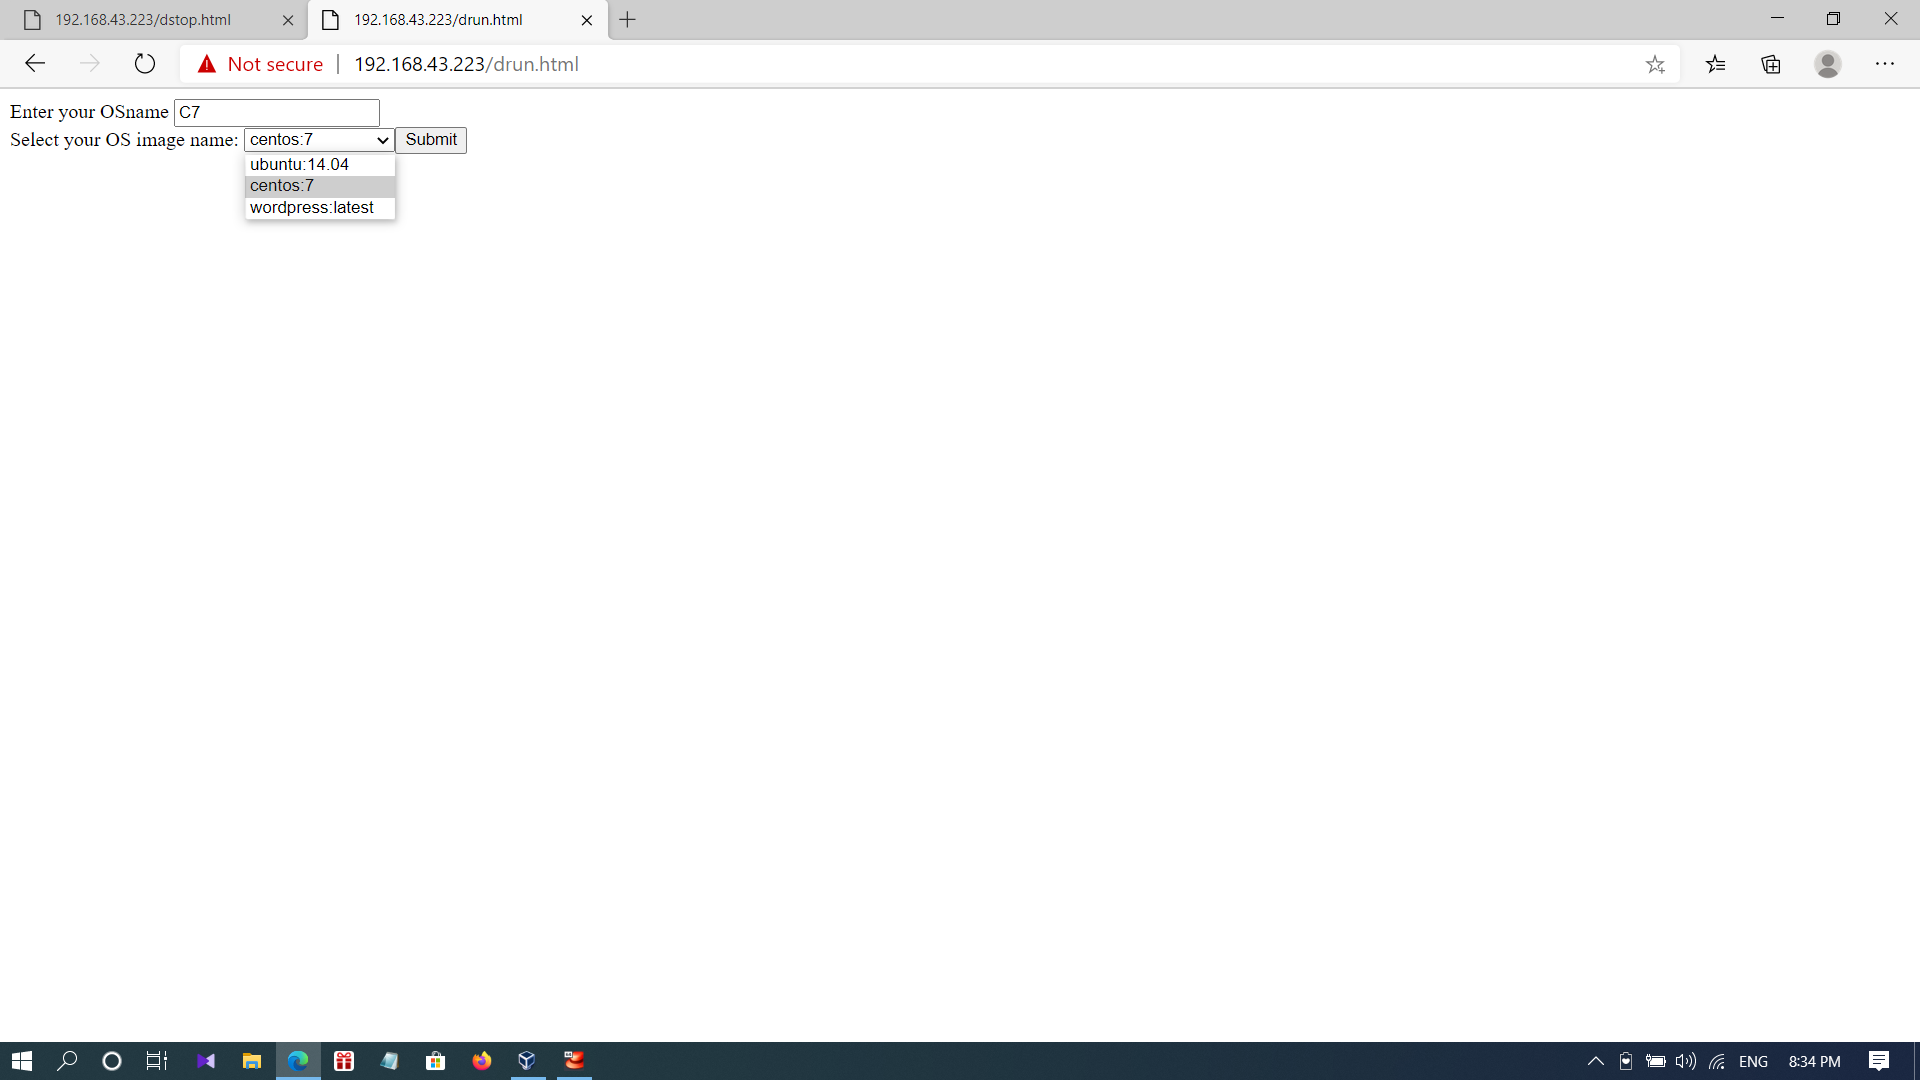 192.168.43.223/dstop.html
192.168.43.223/drun.html
Not secure | 192.168.43.223/drun.html
Enter your OSname C7
Select your OS image name: centos:7 Submit
ubuntu:14.04
centos:7
wordpress:latest
ENG 8:34 PM